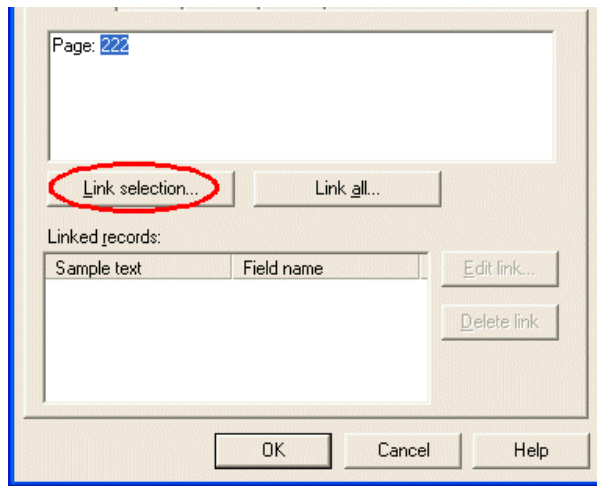 Page: 222
Link selection...
Link all...
Linked records:
Sample text
Field name
Edit link...
Delete link
OK
Cancel
Help